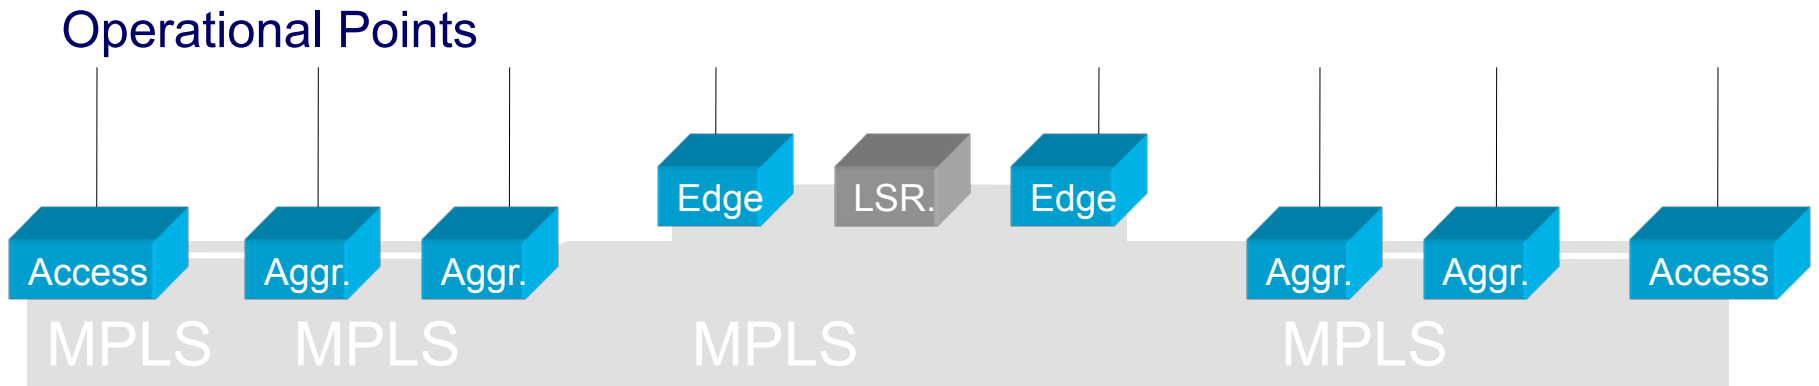 Operational Points
Edge LSR. Edge
Access Aggr. Aggr. Aggr. Aggr. Access
MPLS MPLS MPLS MPLS